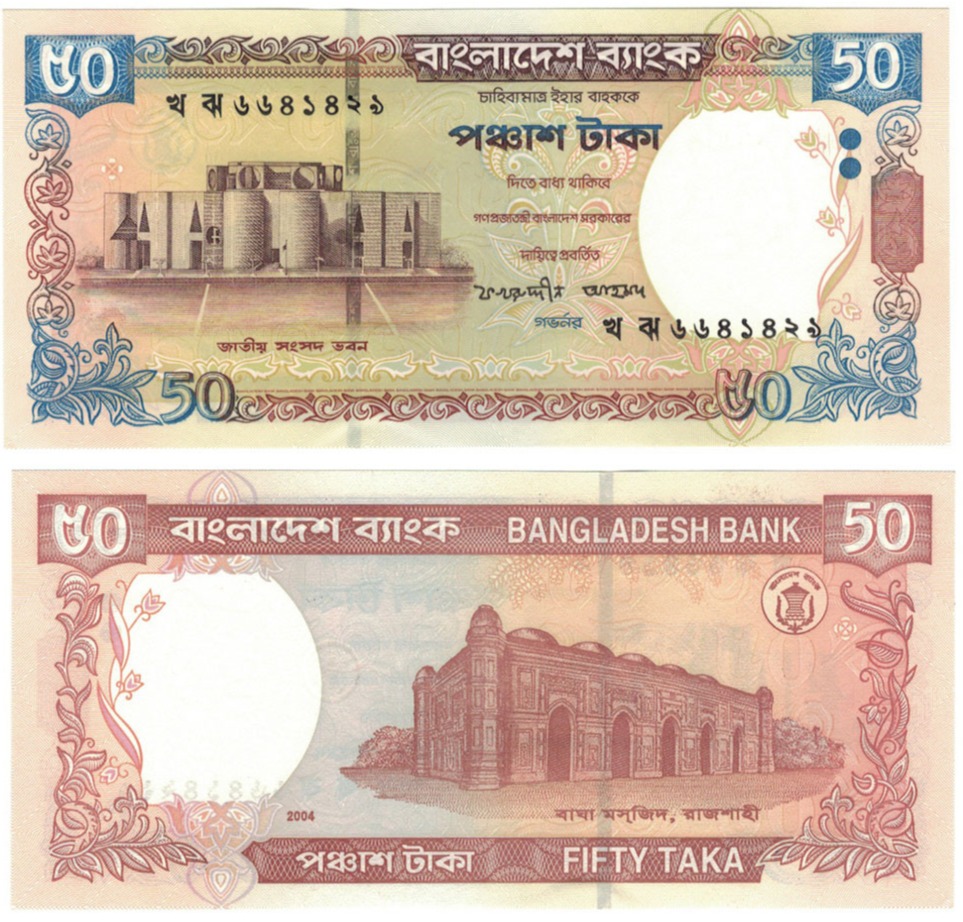 ৫০
বাংলাদেশ ব্যাংক
50
খ ঝ ৬৬৪১৪২৯
চাহিবামাত্র ইহার বাহককে
পঞ্চাশ টাকা
দিতে বাধ্য থাকিবে
গণপ্রজাতন্ত্রী বাংলাদেশ সরকারের
দায়িত্বে প্রবর্তিত
ফখরুদ্দীন আহমদ
গভর্নর
খ ঝ ৬৬৪১৪২৯
জাতীয় সংসদ ভবন
50
৫0
৫০
বাংলাদেশ ব্যাংক BANGLADESH BANK
50
বাংলাদেশ ব্যাংক
2004
বাঘা মসজিদ, রাজশাহী
পঞ্চাশ টাকা FIFTY TAKA